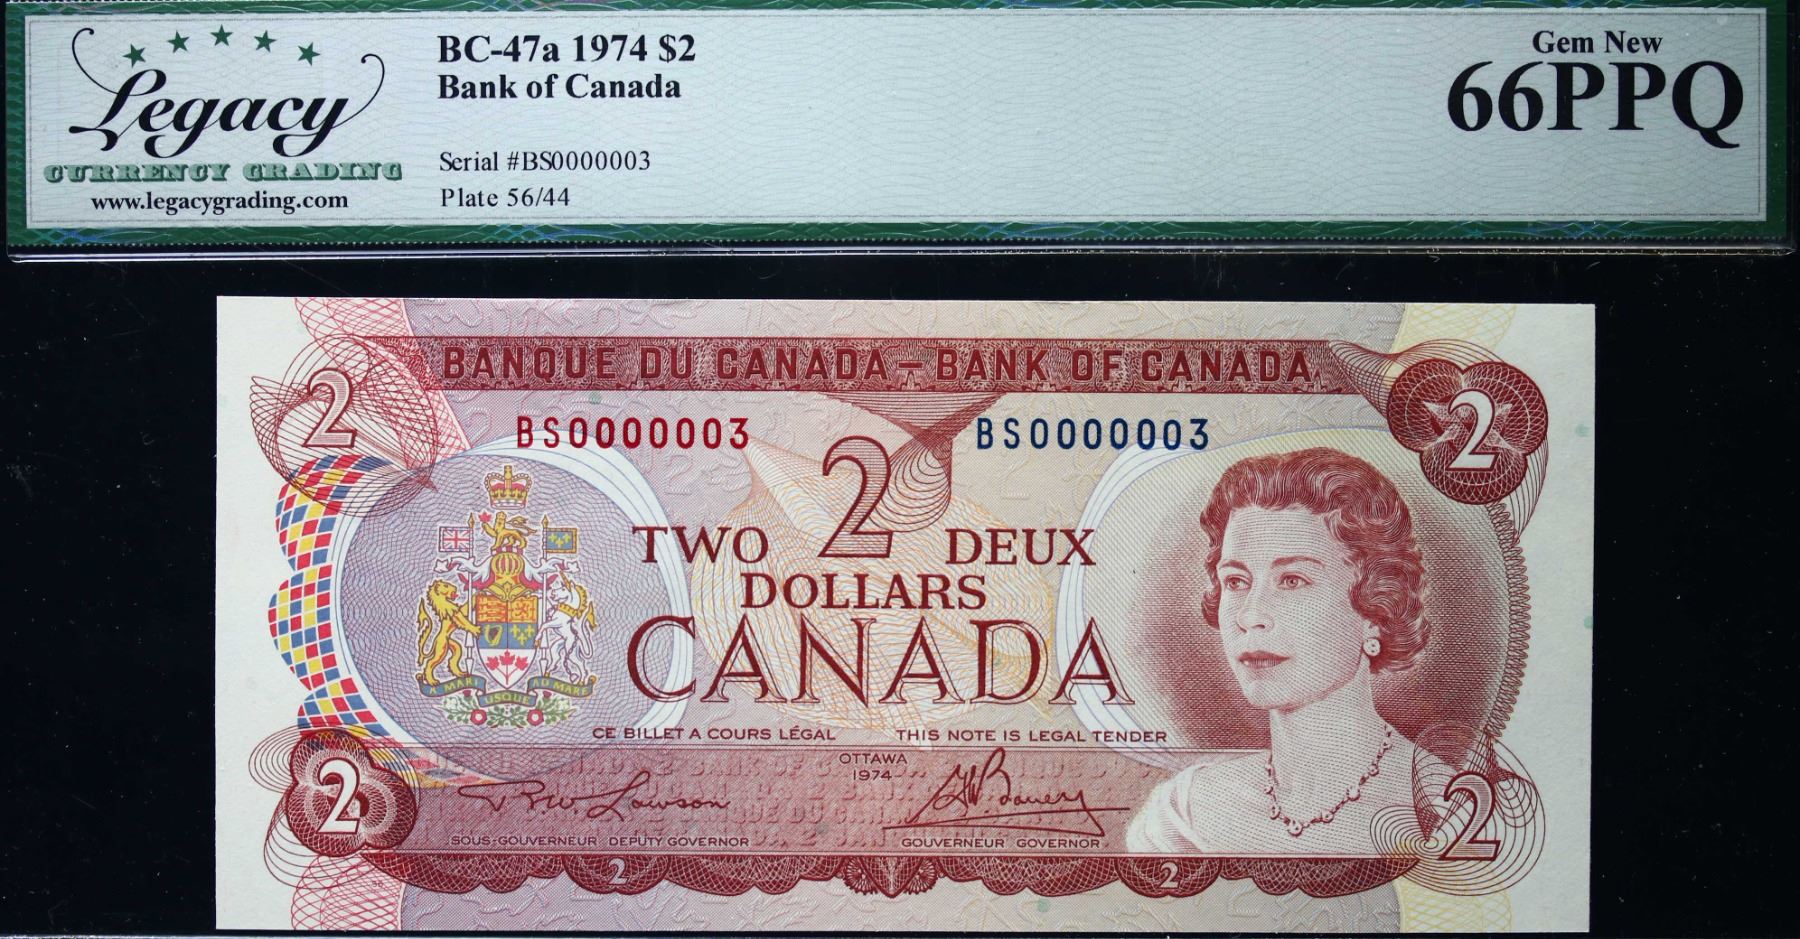 BC-47a 1974 $2
Bank of Canada
Gem New
66PPQ
Legacy
CURRENCY GRADING
www.legacygrading.com
Serial #BS0000003
Plate 56/44
BANQUE DU CANADA – BANK OF CANADA
2
2
BS0000003
BS0000003
2
TWO DEUX
DOLLARS
CANADA
A MARI USQUE AD MARE
CE BILLET A COURS LÉGAL
THIS NOTE IS LEGAL TENDER
OTTAWA
1974
2
2
SOUS-GOUVERNEUR DEPUTY GOVERNOR
GOUVERNEUR GOVERNOR
2
2